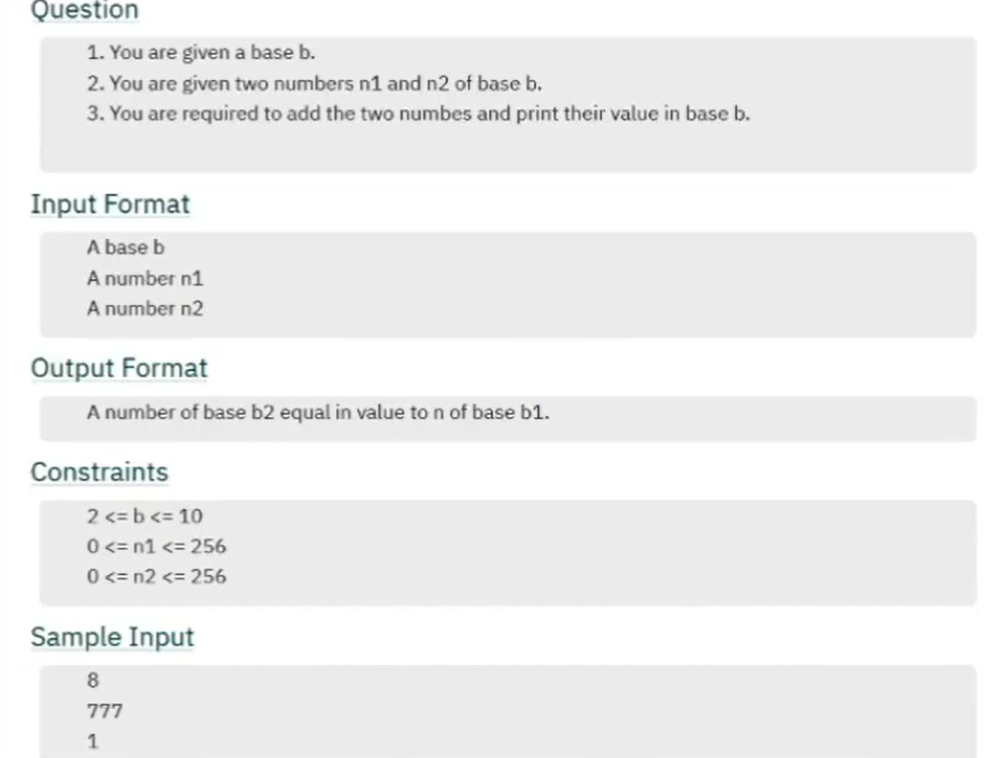 Question
1. You are given a base b.
2. You are given two numbers n1 and n2 of base b.
3. You are required to add the two numbes and print their value in base b.
Input Format
A base b
A number n1
A number n2
Output Format
A number of base b2 equal in value to n of base b1.
Constraints
2 <= b <= 10
0 <= n1 <= 256
0 <= n2 <= 256
Sample Input
8
777
1